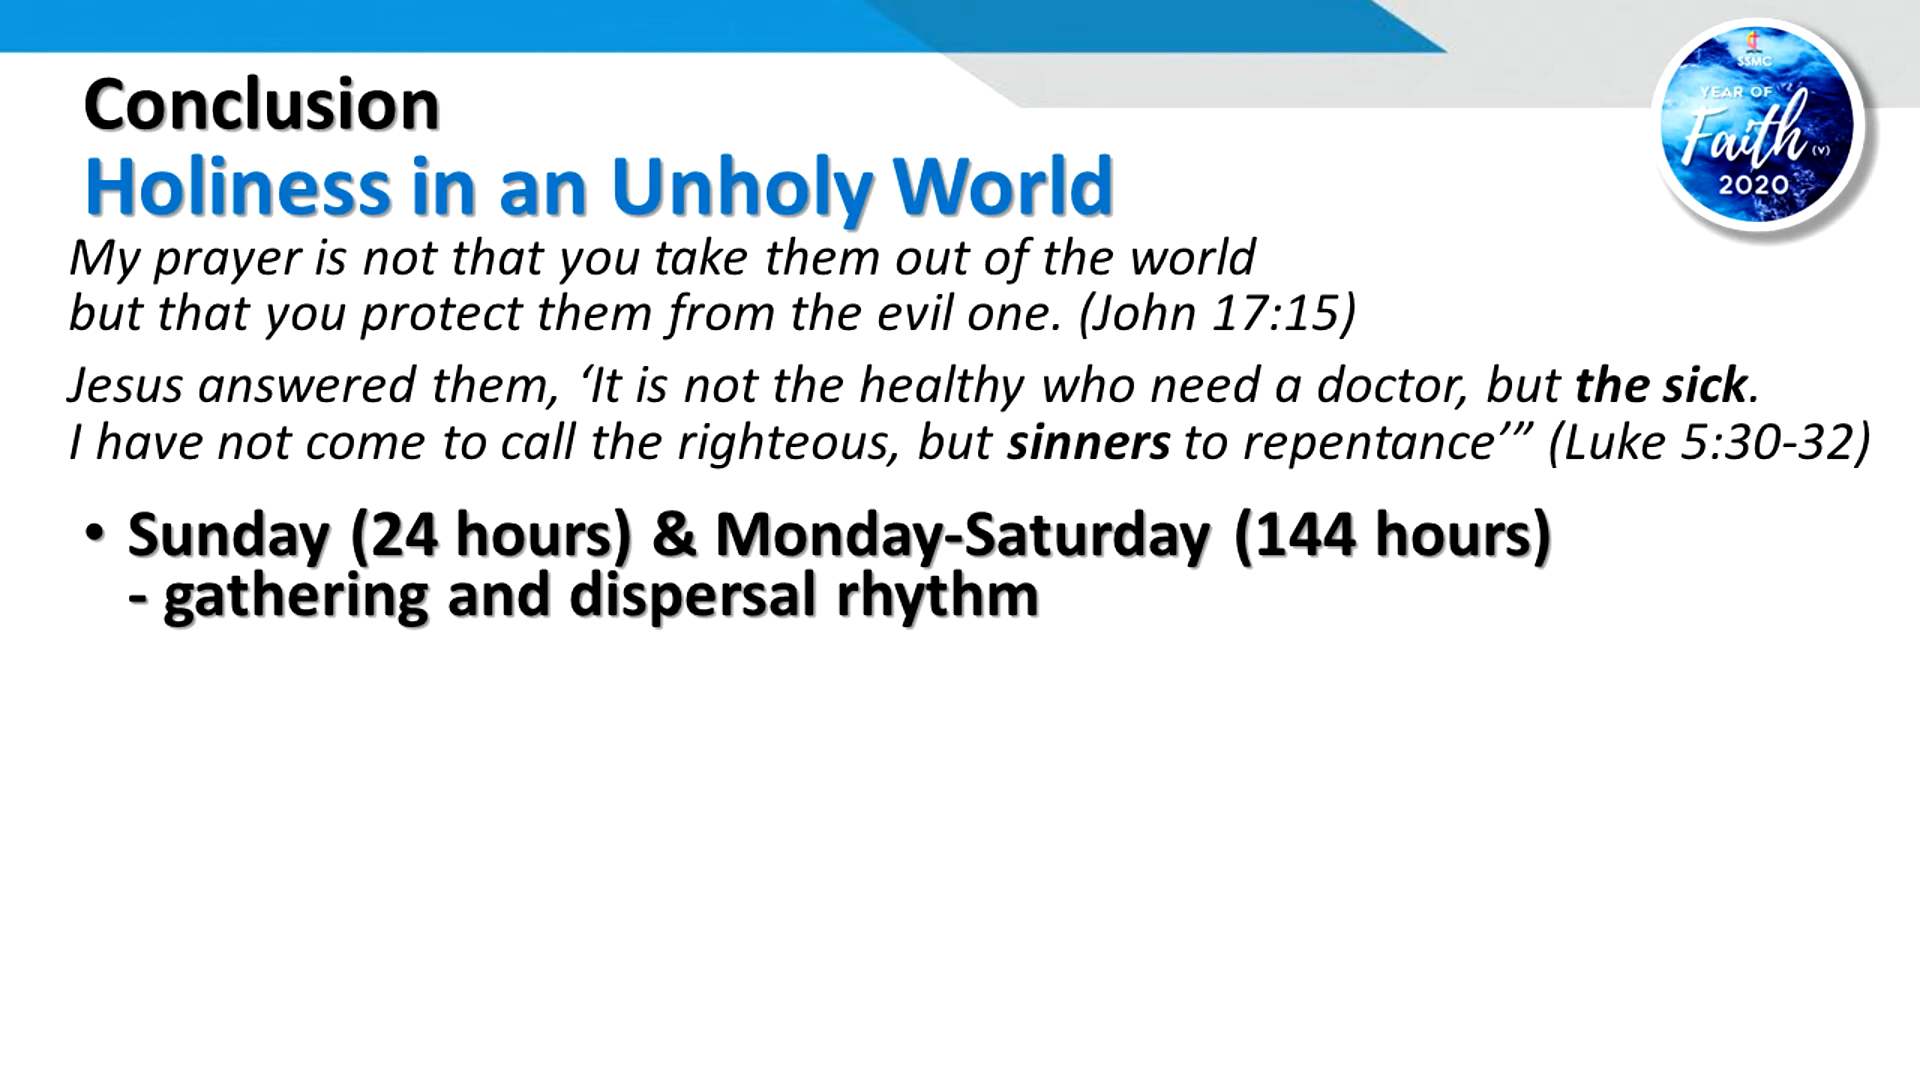 SSMC
YEAR OF
Faith (v)
2020
Conclusion
Holiness in an Unholy World
My prayer is not that you take them out of the world
but that you protect them from the evil one. (John 17:15)
Jesus answered them, ‘It is not the healthy who need a doctor, but the sick.
I have not come to call the righteous, but sinners to repentance’” (Luke 5:30-32)
• Sunday (24 hours) & Monday-Saturday (144 hours)
- gathering and dispersal rhythm